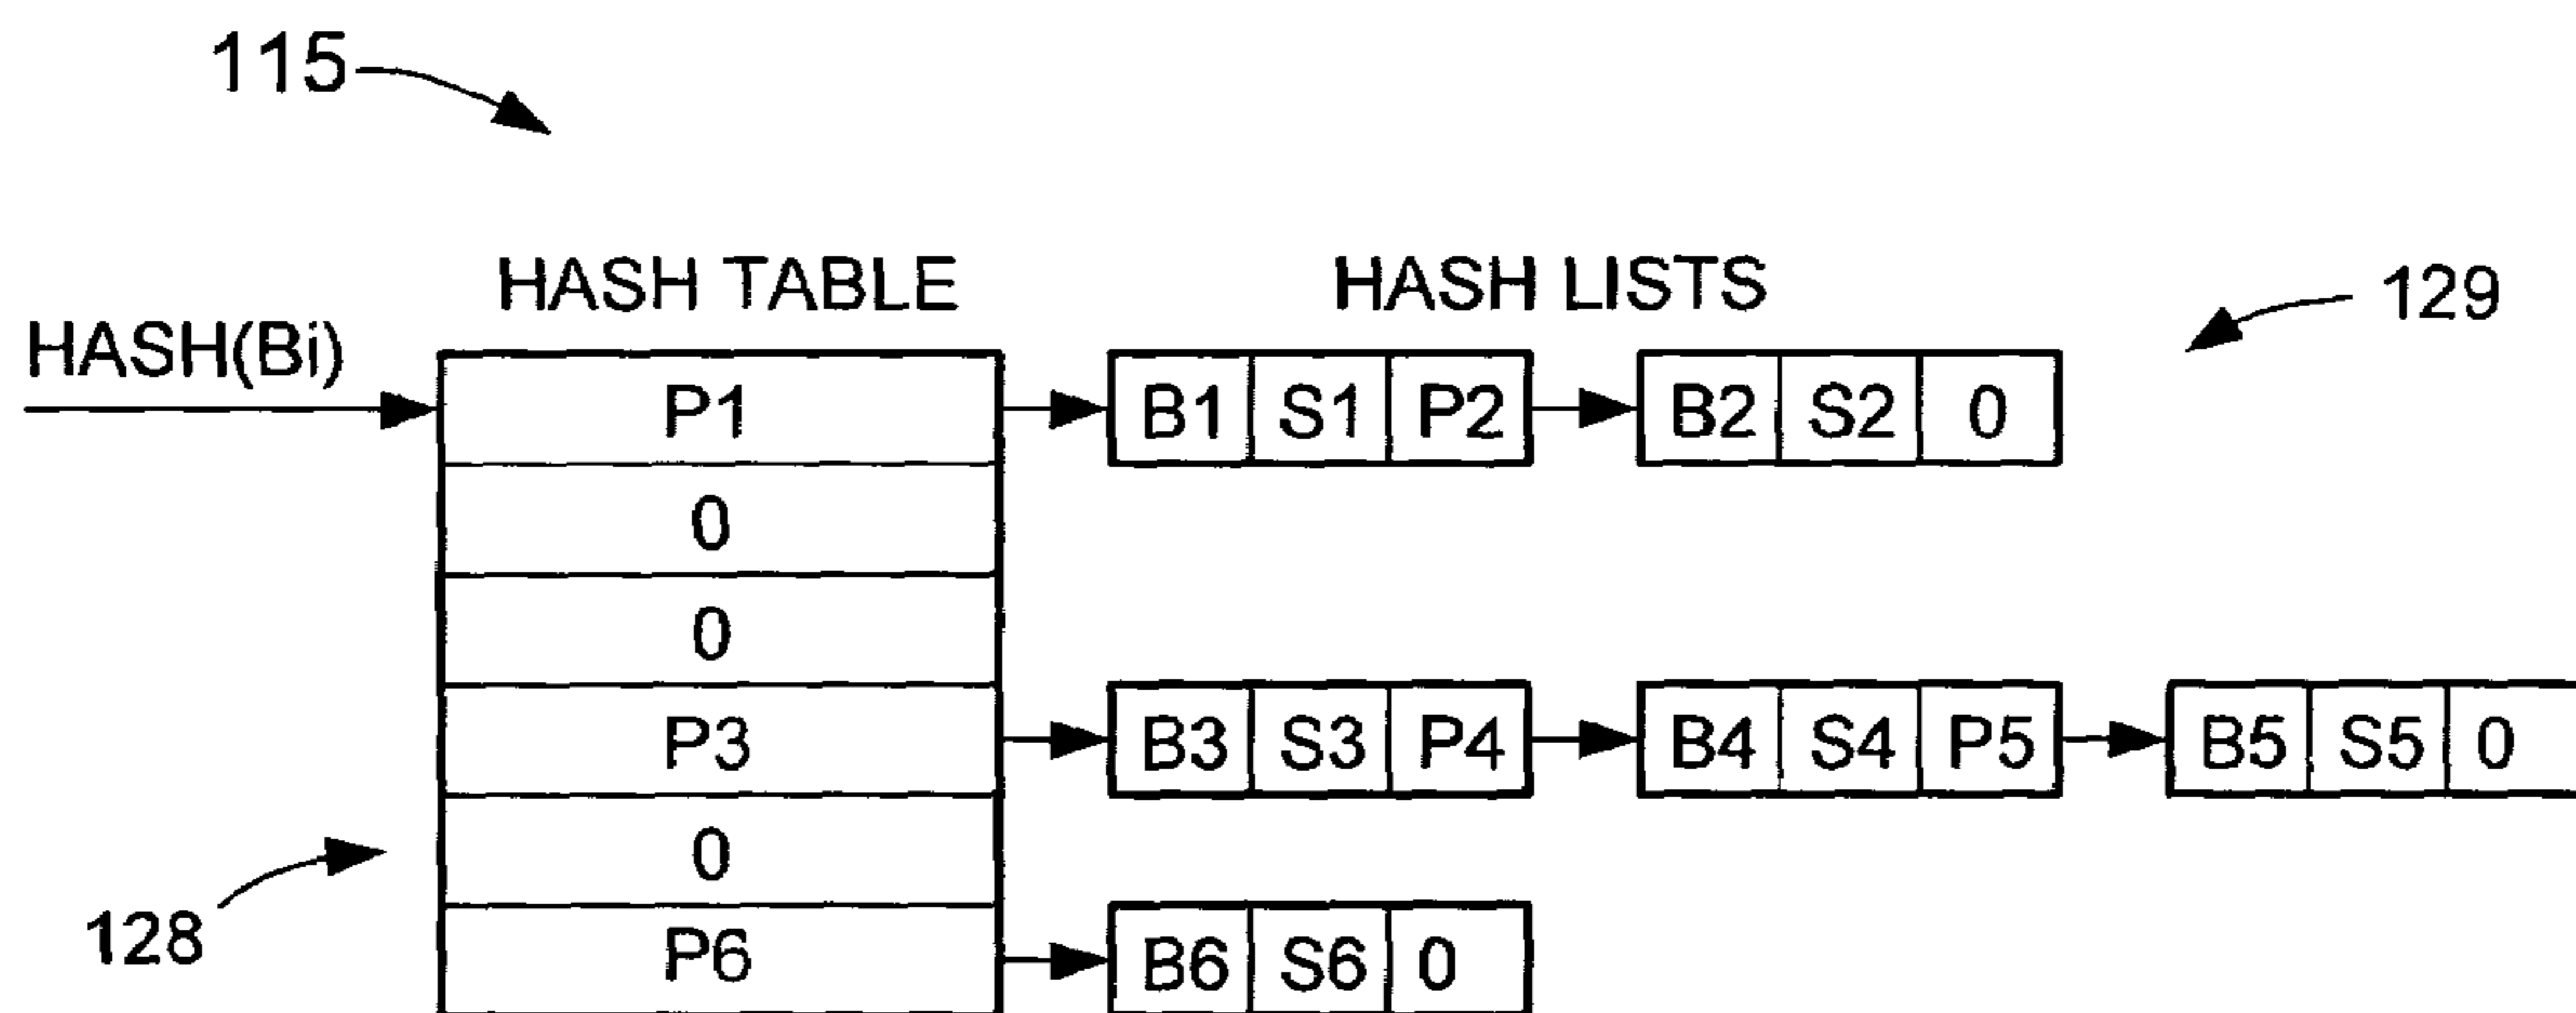 115
HASH TABLE HASH LISTS
129
HASH(Bi)
P1 B1 S1 P2 B2 S2 0
0
0
P3 B3 S3 P4 B4 S4 P5 B5 S5 0
0
128
P6 B6 S6 0